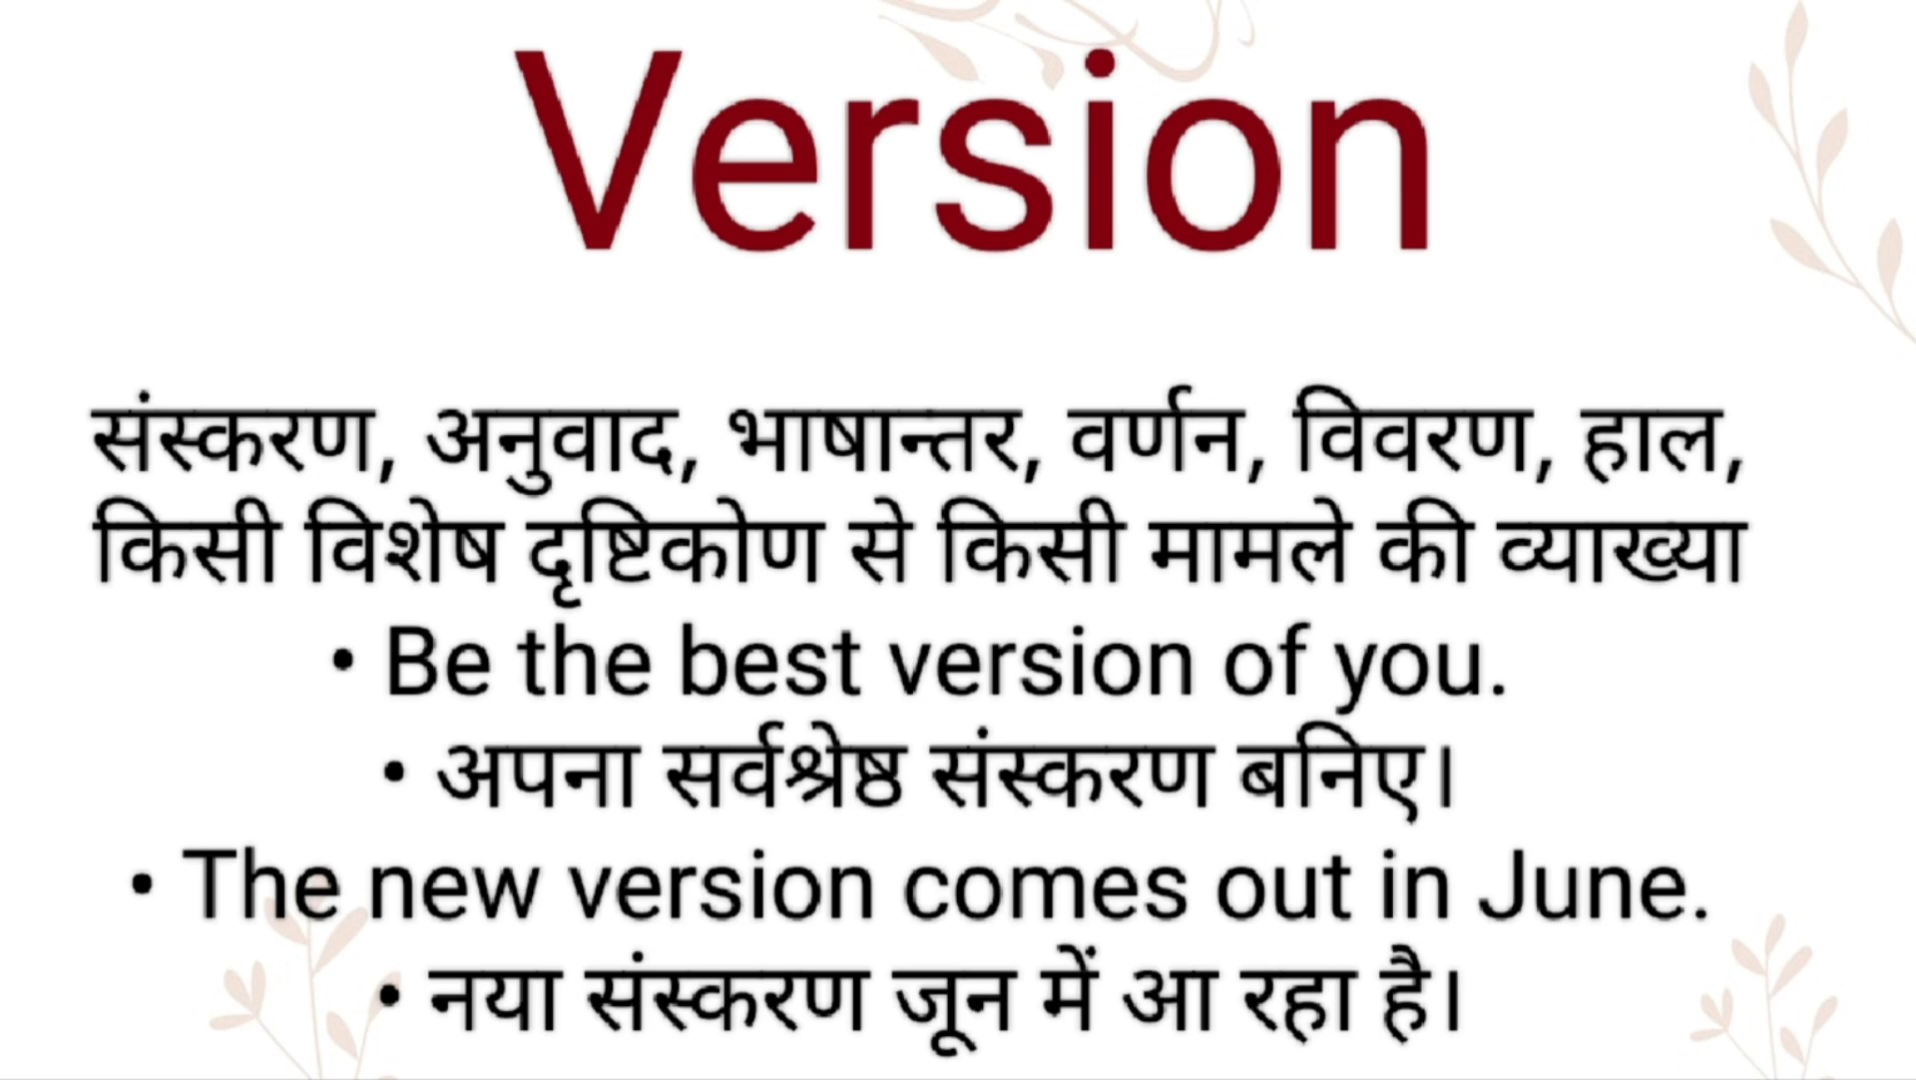 Version
संस्करण, अनुवाद, भाषान्तर, वर्णन, विवरण, हाल,
किसी विशेष दृष्टिकोण से किसी मामले की व्याख्या
• Be the best version of you.
• अपना सर्वश्रेष्ठ संस्करण बनिए।
• The new version comes out in June.
• नया संस्करण जून में आ रहा है।